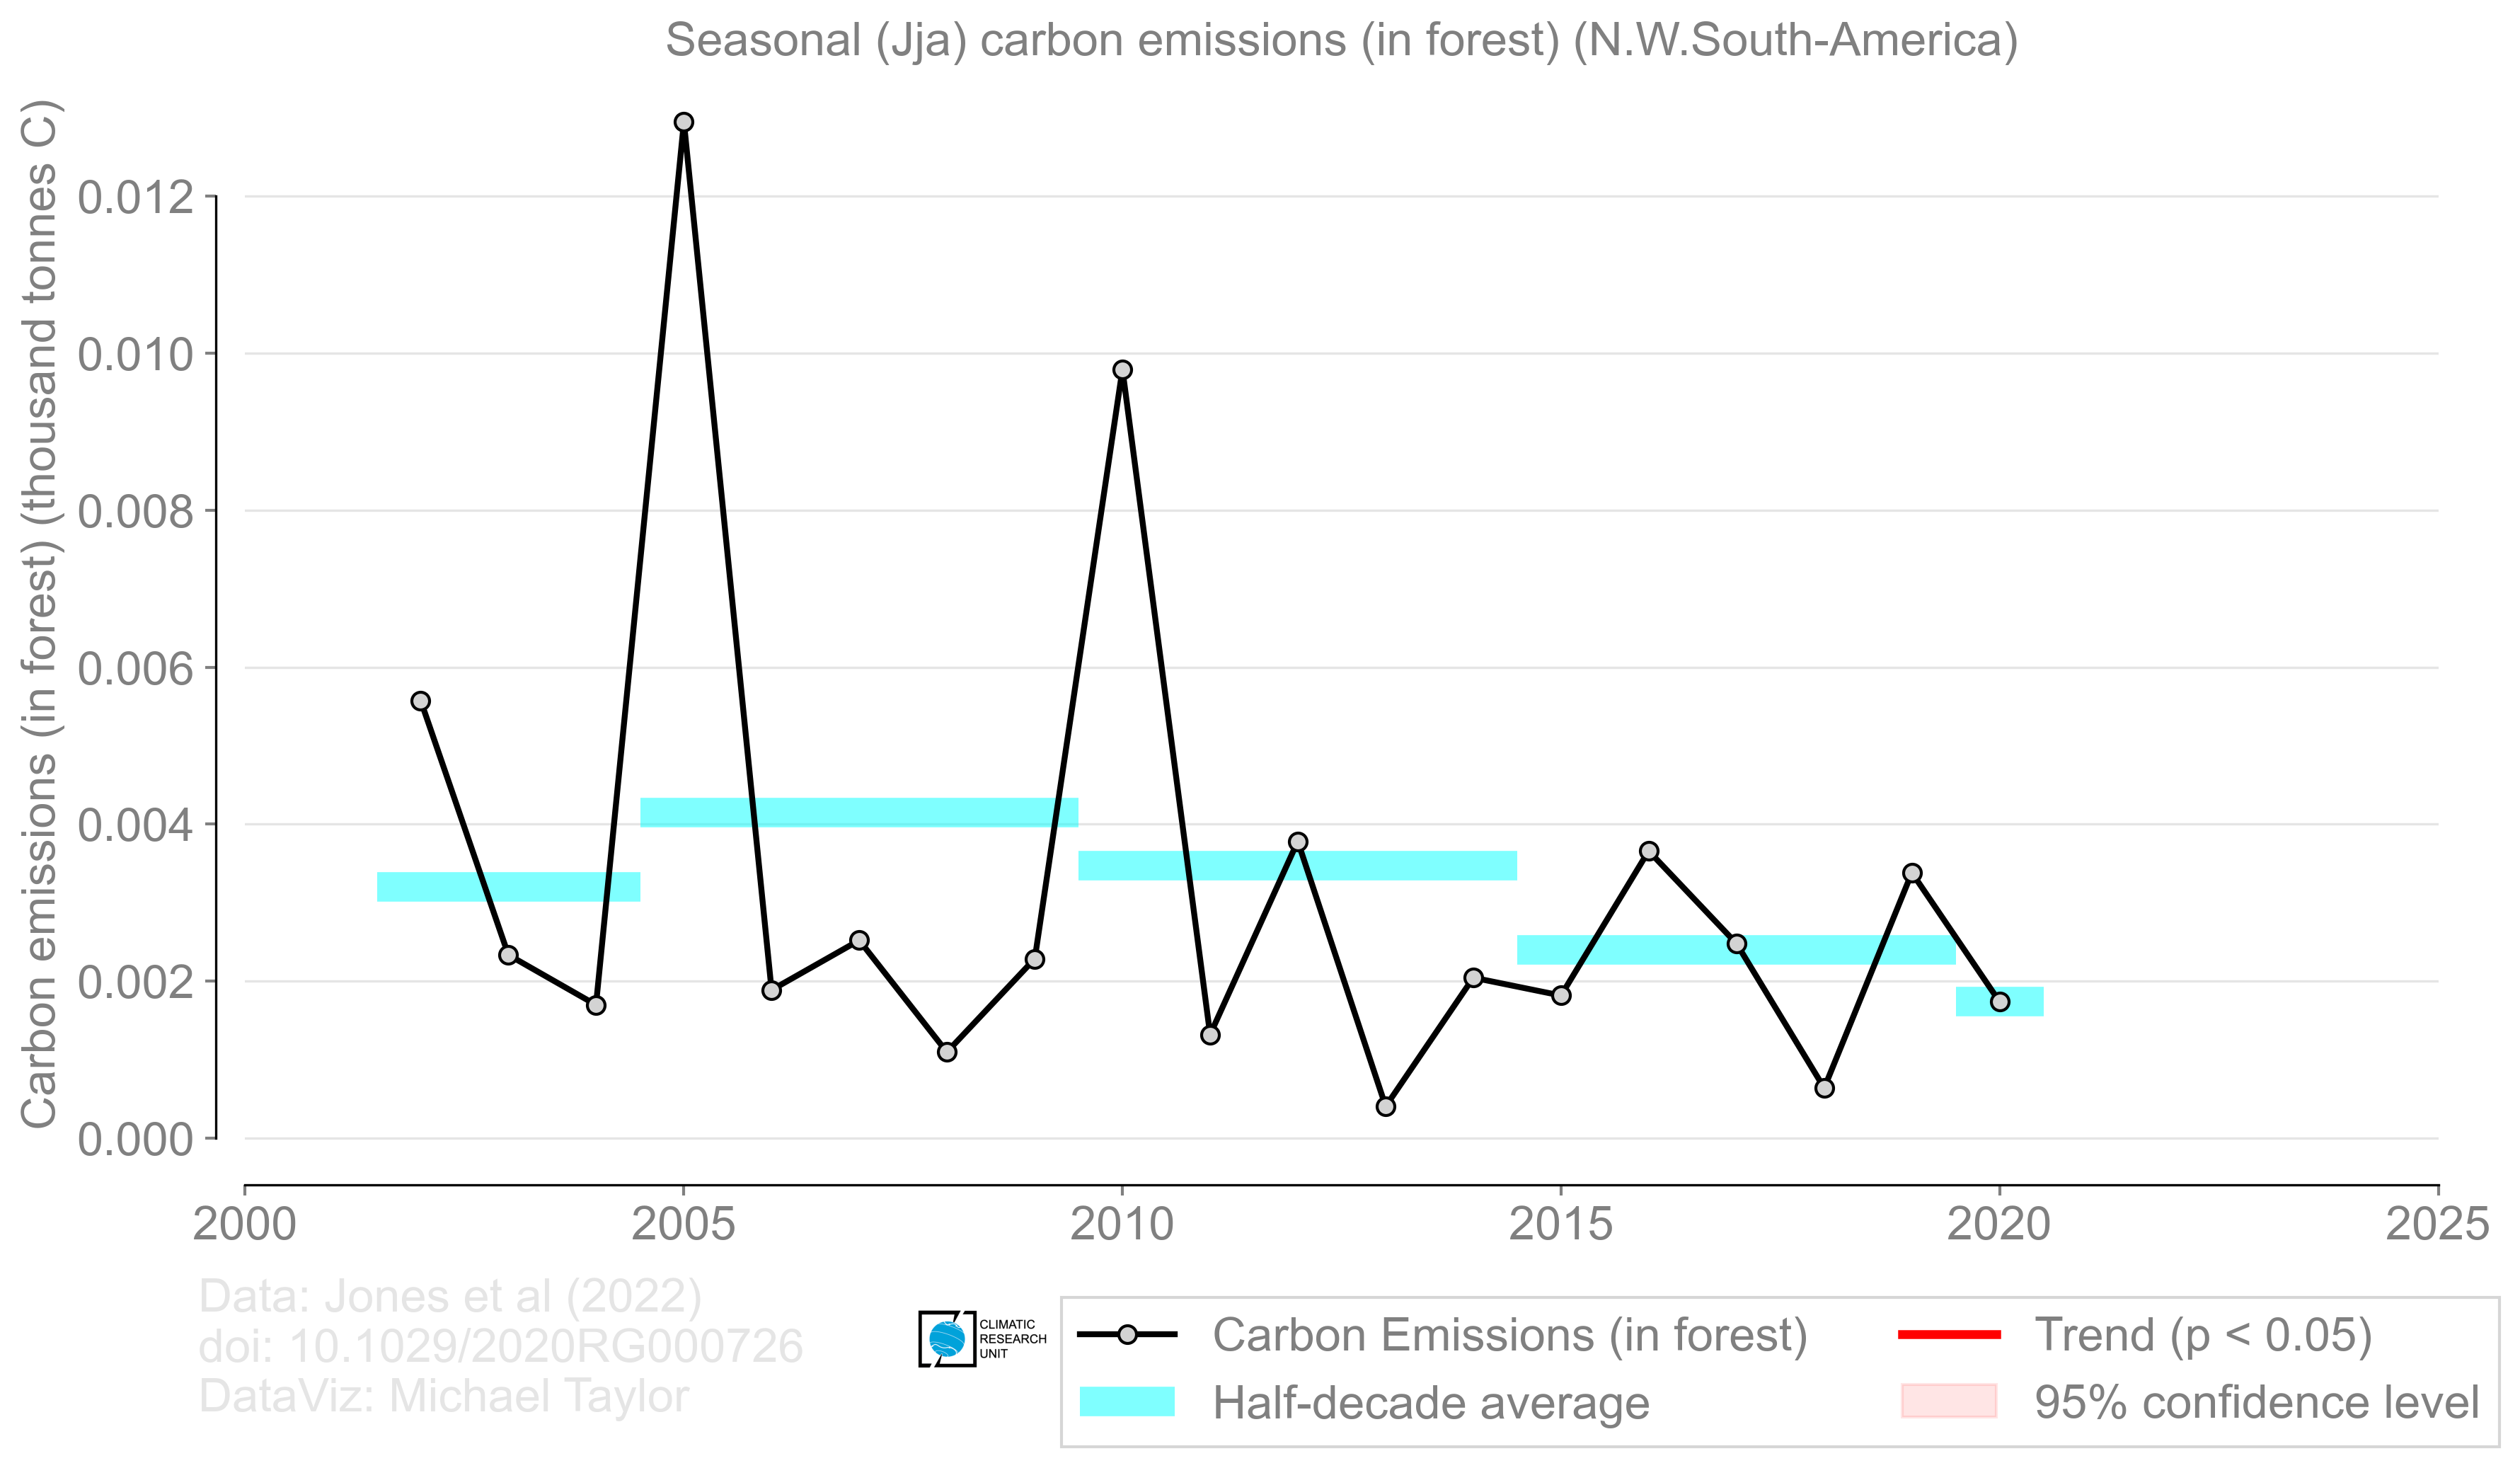 Seasonal (Jja) carbon emissions (in forest) (N.W.South-America)
Carbon emissions (in forest) (thousand tonnes C)
0.012
0.010
0.008
0.006
0.004
0.002
0.000
2000
2005
2010
2015
2020
2025
Data: Jones et al (2022)
doi: 10.1029/2020RG000726
DataViz: Michael Taylor
CLIMATIC
RESEARCH
UNIT
Carbon Emissions (in forest)
Half-decade average
Trend (p < 0.05)
95% confidence level